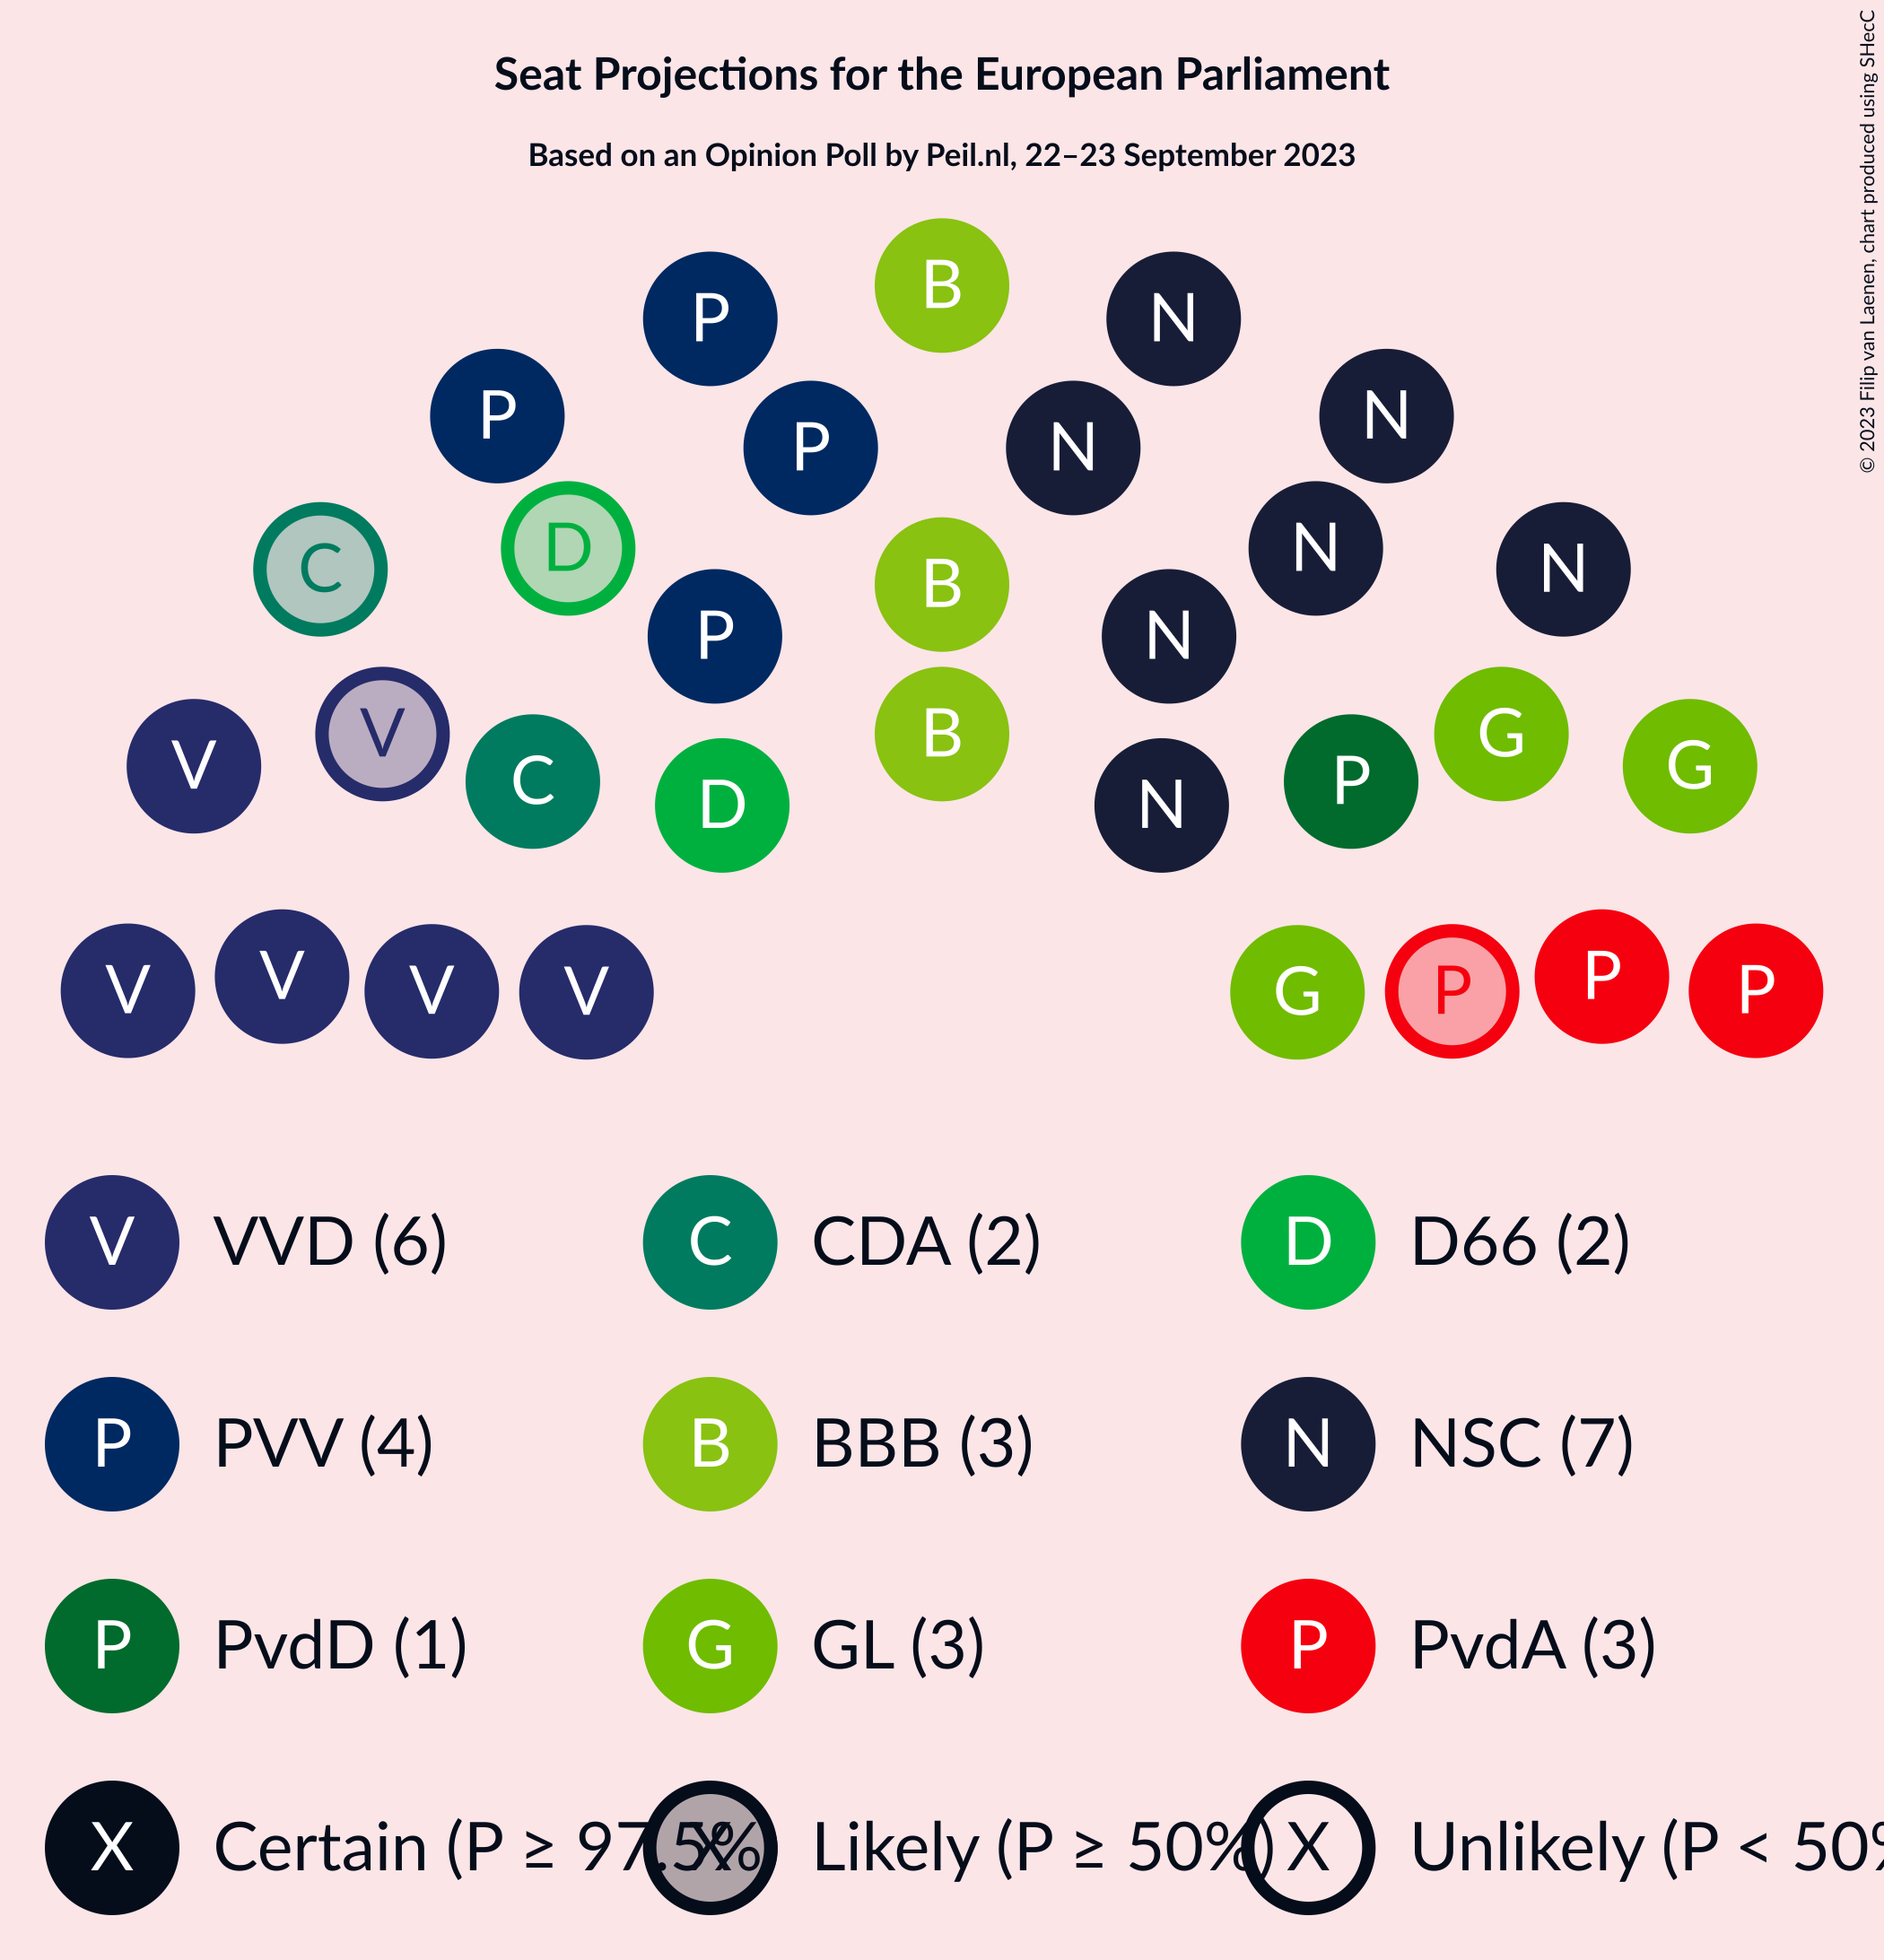 Seat Projections for the European Parliament
Based on an Opinion Poll by Peil.nl, 22–23 September 2023
© 2023 Filip van Laenen, chart produced using SHecC
B
P N
P N
P N
D N
C N
B
P N
V G
B
V G
C P
D N
V V G P
V V P P
V VVD (6) C CDA (2) D D66 (2)
P PVV (4) B BBB (3) N NSC (7)
P PvdD (1) G GL (3) P PvdA (3)
X Certain (P ≥ 97.5% X Likely (P ≥ 50%) X Unlikely (P < 50%